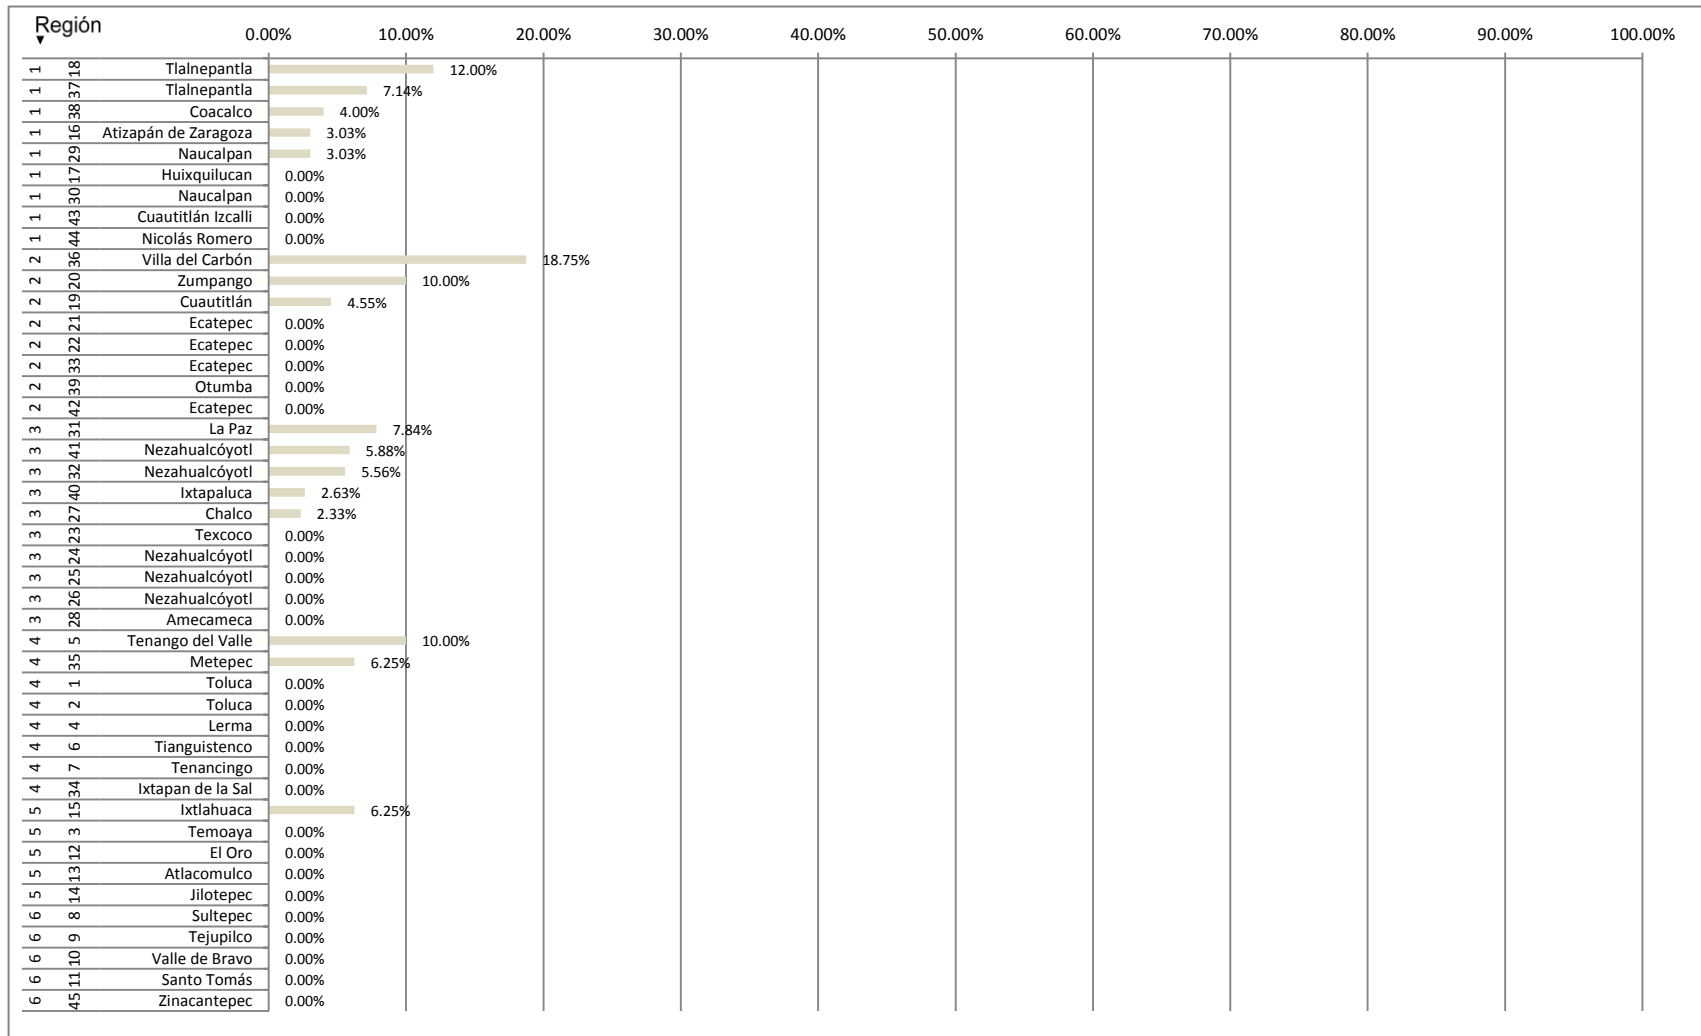 Región
▼
0.00% 10.00% 20.00% 30.00% 40.00% 50.00% 60.00% 70.00% 80.00% 90.00% 100.00%
1 18 Tlalnepantla 12.00%
1 37 Tlalnepantla 7.14%
1 38 Coacalco 4.00%
1 16 Atizapán de Zaragoza 3.03%
1 29 Naucalpan 3.03%
1 17 Huixquilucan 0.00%
1 30 Naucalpan 0.00%
1 43 Cuautitlán Izcalli 0.00%
1 44 Nicolás Romero 0.00%
2 36 Villa del Carbón 18.75%
2 20 Zumpango 10.00%
2 19 Cuautitlán 4.55%
2 21 Ecatepec 0.00%
2 22 Ecatepec 0.00%
2 33 Ecatepec 0.00%
2 39 Otumba 0.00%
2 42 Ecatepec 0.00%
3 31 La Paz 7.84%
3 41 Nezahualcóyotl 5.88%
3 32 Nezahualcóyotl 5.56%
3 40 Ixtapaluca 2.63%
3 27 Chalco 2.33%
3 23 Texcoco 0.00%
3 24 Nezahualcóyotl 0.00%
3 25 Nezahualcóyotl 0.00%
3 26 Nezahualcóyotl 0.00%
3 28 Amecameca 0.00%
4 5 Tenango del Valle 10.00%
4 35 Metepec 6.25%
4 1 Toluca 0.00%
4 2 Toluca 0.00%
4 4 Lerma 0.00%
4 6 Tianguistenco 0.00%
4 7 Tenancingo 0.00%
4 34 Ixtapan de la Sal 0.00%
5 15 Ixtlahuaca 6.25%
5 3 Temoaya 0.00%
5 12 El Oro 0.00%
5 13 Atlacomulco 0.00%
5 14 Jilotepec 0.00%
6 8 Sultepec 0.00%
6 9 Tejupilco 0.00%
6 10 Valle de Bravo 0.00%
6 11 Santo Tomás 0.00%
6 45 Zinacantepec 0.00%